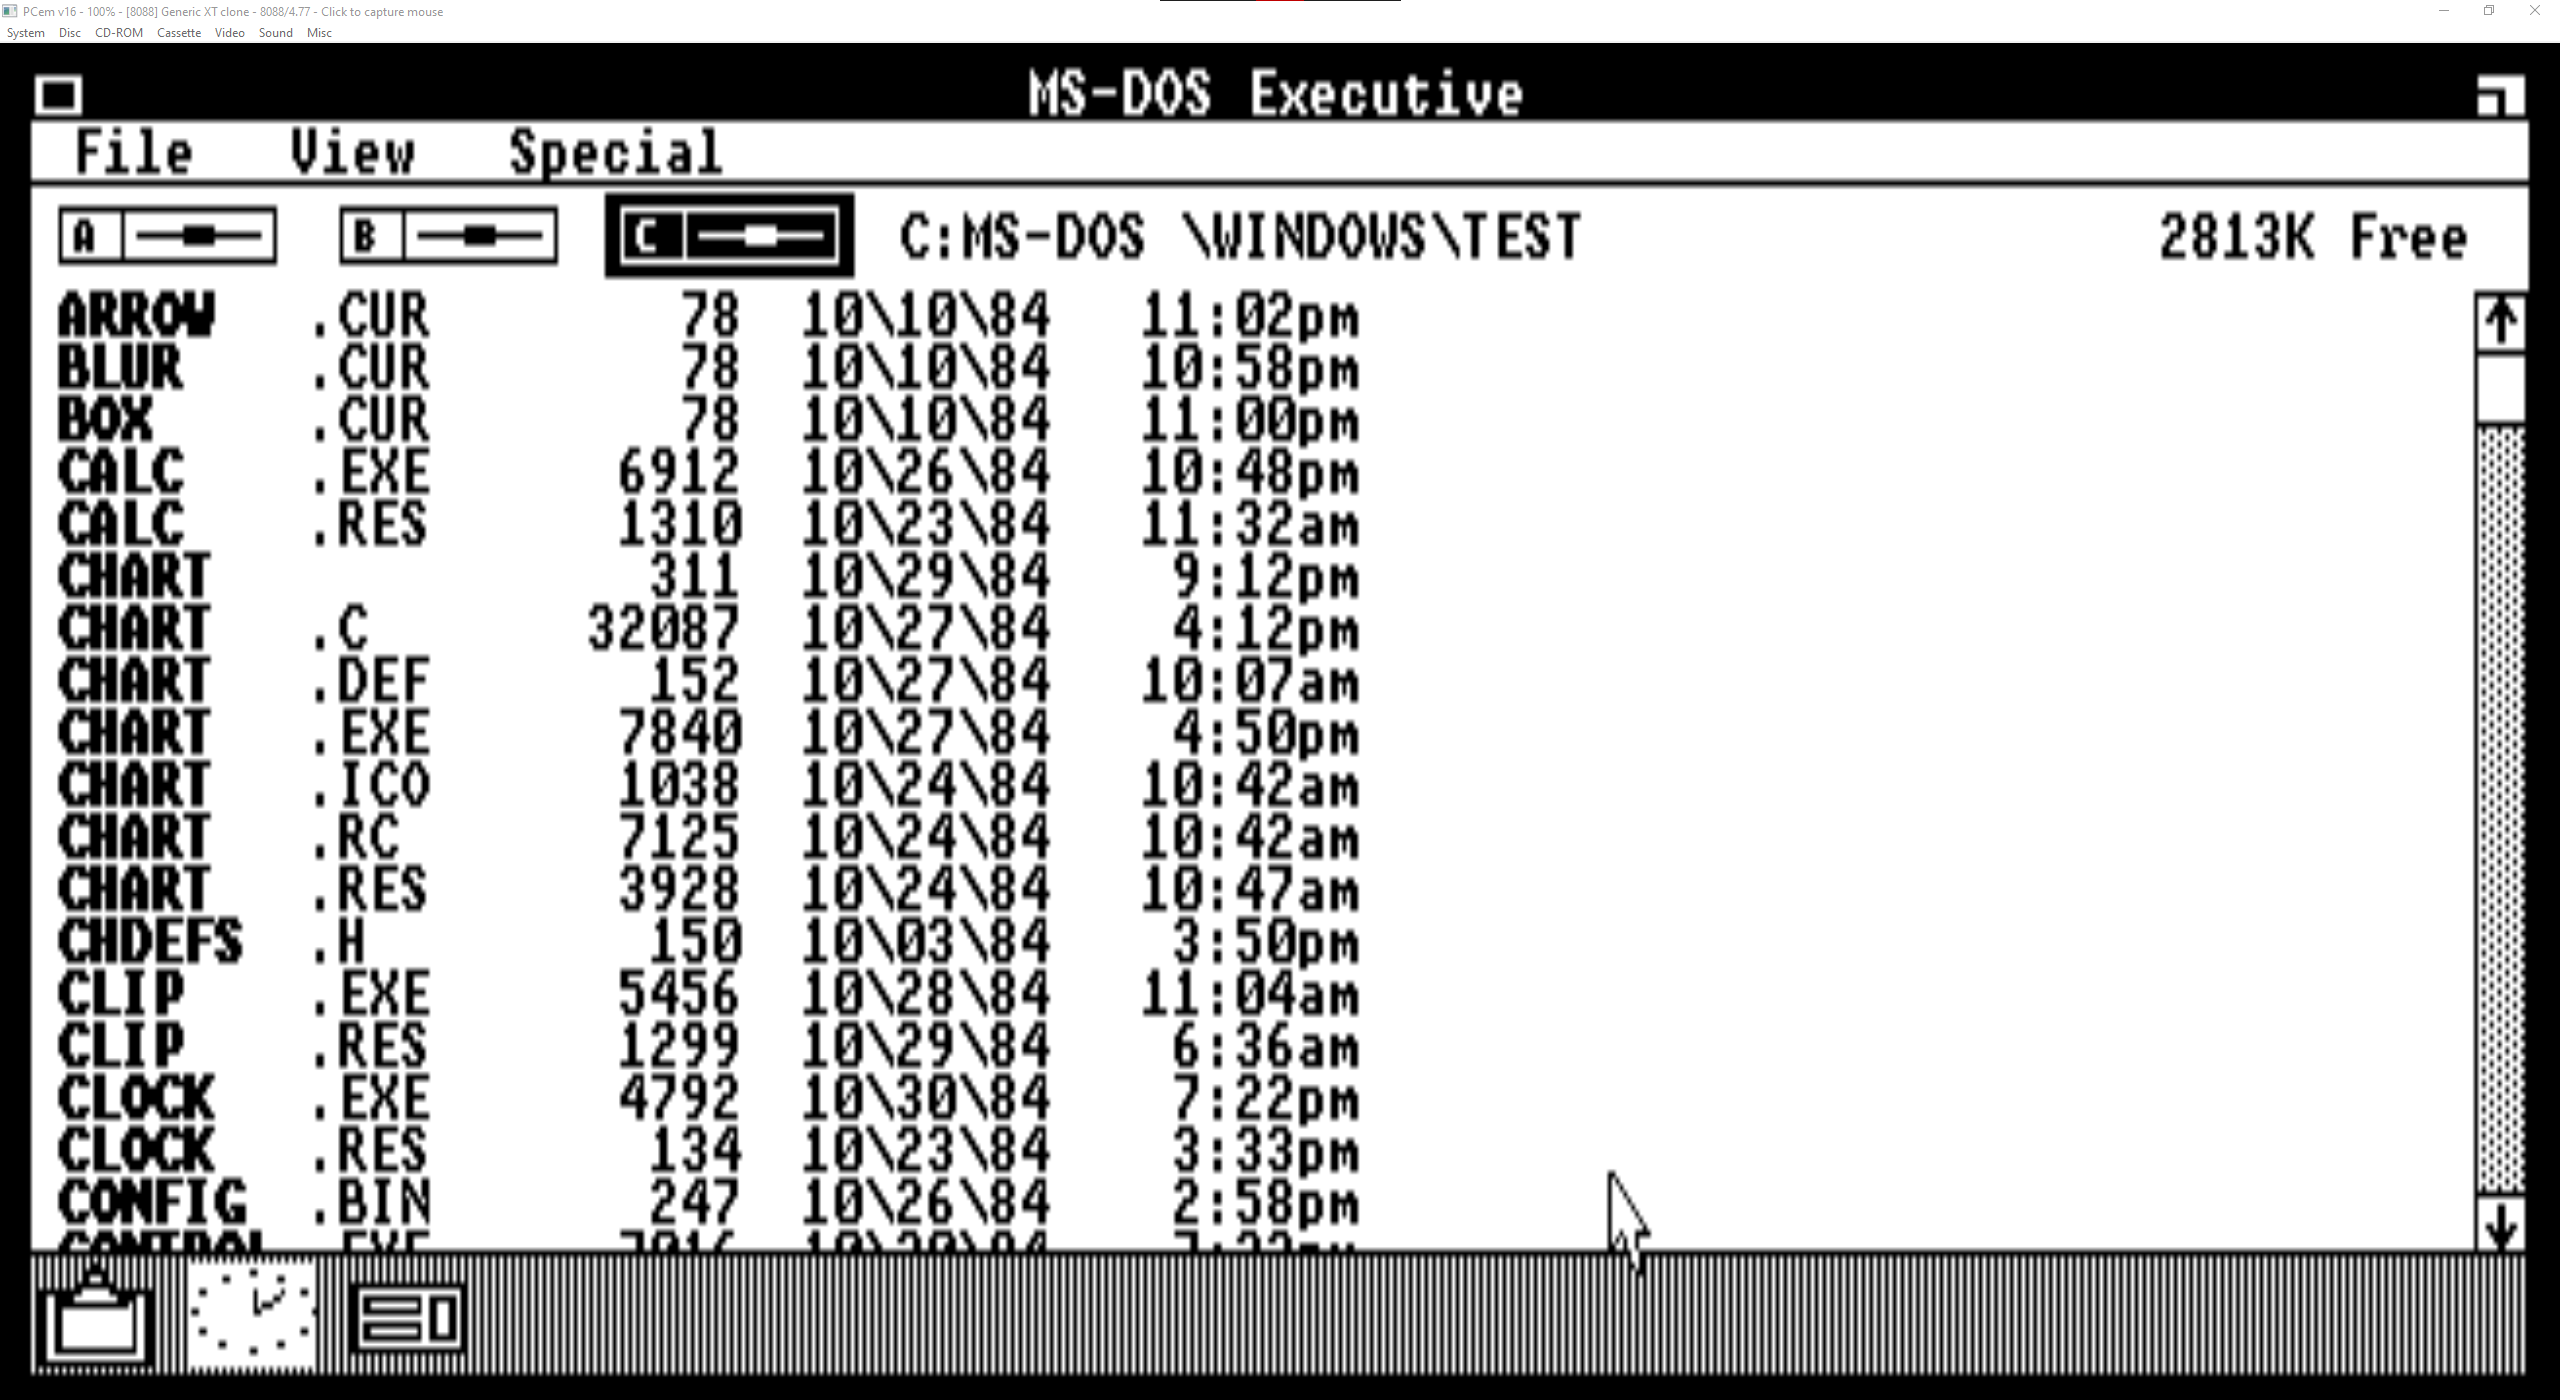 PCem v16 - 100% - [8088] Generic XT clone - 8088/4.77 - Click to capture mouse
System Disc CD-ROM Cassette Video Sound Misc
MS-DOS Executive
File View Special
A B C C:MS-DOS \WINDOWS\TEST 2813K Free
ARROW .CUR 78 10\10\84 11:02pm
BLUR .CUR 78 10\10\84 10:58pm
BOX .CUR 78 10\10\84 11:00pm
CALC .EXE 6912 10\26\84 10:48pm
CALC .RES 1310 10\23\84 11:32am
CHART 311 10\29\84 9:12pm
CHART .C 32087 10\27\84 4:12pm
CHART .DEF 152 10\27\84 10:07am
CHART .EXE 7840 10\27\84 4:50pm
CHART .ICO 1038 10\24\84 10:42am
CHART .RC 7125 10\24\84 10:42am
CHART .RES 3928 10\24\84 10:47am
CHDEFS .H 150 10\03\84 3:50pm
CLIP .EXE 5456 10\28\84 11:04am
CLIP .RES 1299 10\29\84 6:36am
CLOCK .EXE 4792 10\30\84 7:22pm
CLOCK .RES 134 10\23\84 3:33pm
CONFIG .BIN 247 10\26\84 2:58pm